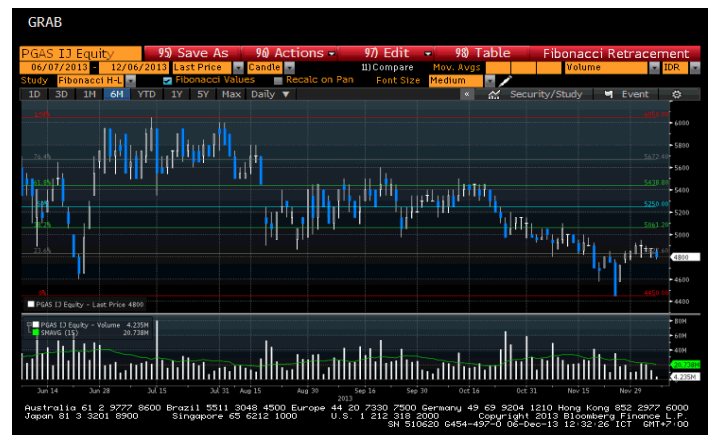 GRAB
PGAS IJ Equity 95) Save As 96) Actions 97) Edit 98) Table Fibonacci Retracement
06/07/2013 - 12/06/2013 Last Price Candle 11) Compare Mov. Avgs Volume IDR
Study Fibonacci H-L Fibonacci Values Recalc on Pan Font Size Medium
1D 3D 1M 6M YTD 1Y 5Y Max Daily ▼ « Security/Study Event
6000
5800
76.4% 5672.40
5600
5438.80
5400
50% 5250.00
5200
5061.20
5000
23.6%
4800
4600
0% 4450.00
4400
PGAS IJ Equity - Last Price 4800
PGAS IJ Equity - Volume 4.235M
SMAVG (15) 20.738M
80M
60M
40M
20.738M
4.235M
Jun 14 Jun 28 Jul 15 Jul 31 Aug 15 Aug 30 Sep 16 Sep 30 Oct 16 Oct 31 Nov 15 Nov 29
2013
Australia 61 2 9777 8600 Brazil 5511 3048 4500 Europe 44 20 7330 7500 Germany 49 69 9204 1210 Hong Kong 852 2977 6000
Japan 81 3 3201 8900 Singapore 65 6212 1000 U.S. 1 212 318 2000 Copyright 2013 Bloomberg Finance L.P.
SN 510620 G454-497-0 06-Dec-13 12:32:26 ICT GMT+7:00